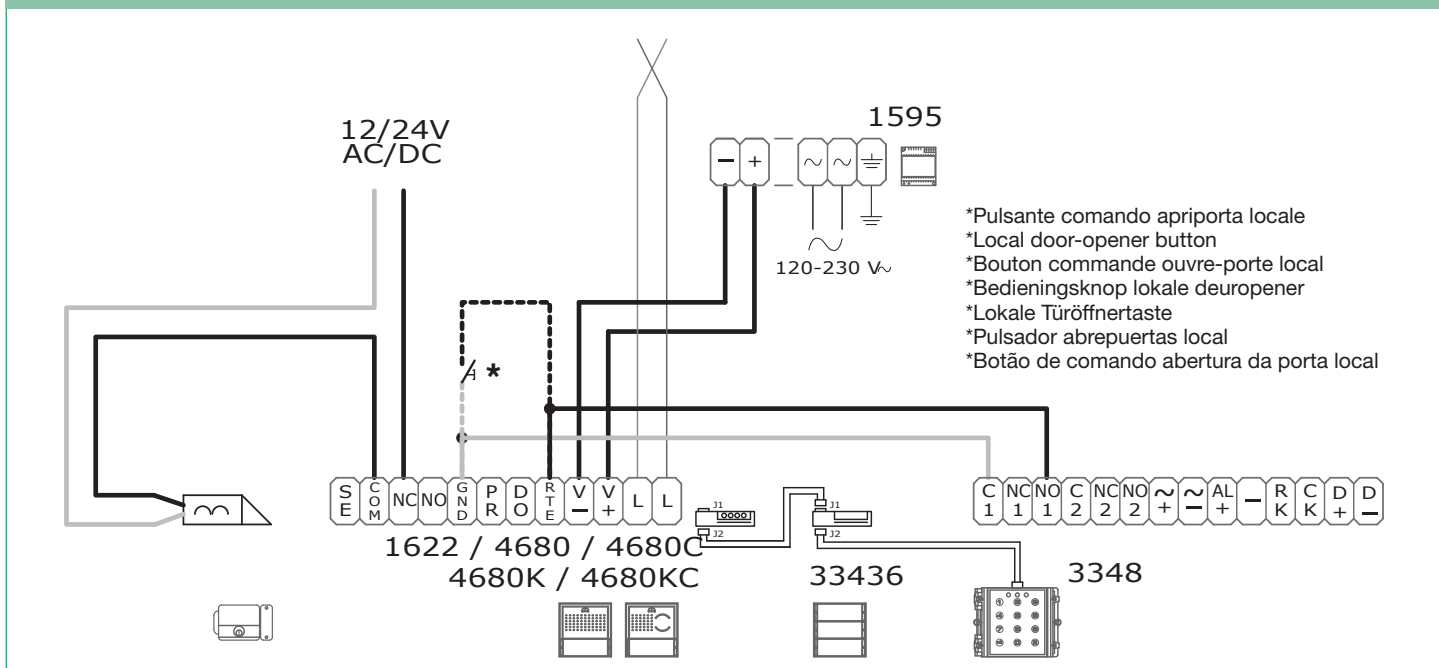 12/24V
AC/DC
1595
- +
120-230 V~
*Pulsante comando apriporta locale
*Local door-opener button
*Bouton commande ouvre-porte local
*Bedieningsknop lokale deuropener
*Lokale Türöffnertaste
*Pulsador abrepuertas local
*Botão de comando abertura da porta local
*
SE COM NC NO GND PR DO RTE V- V+ L L
J1
J2
J1
J2
C1 NC1 NO1 C2 NC2 NO2 ~+ ~- AL+ - RK CK D+ D-
1622 / 4680 / 4680C
4680K / 4680KC
33436
3348